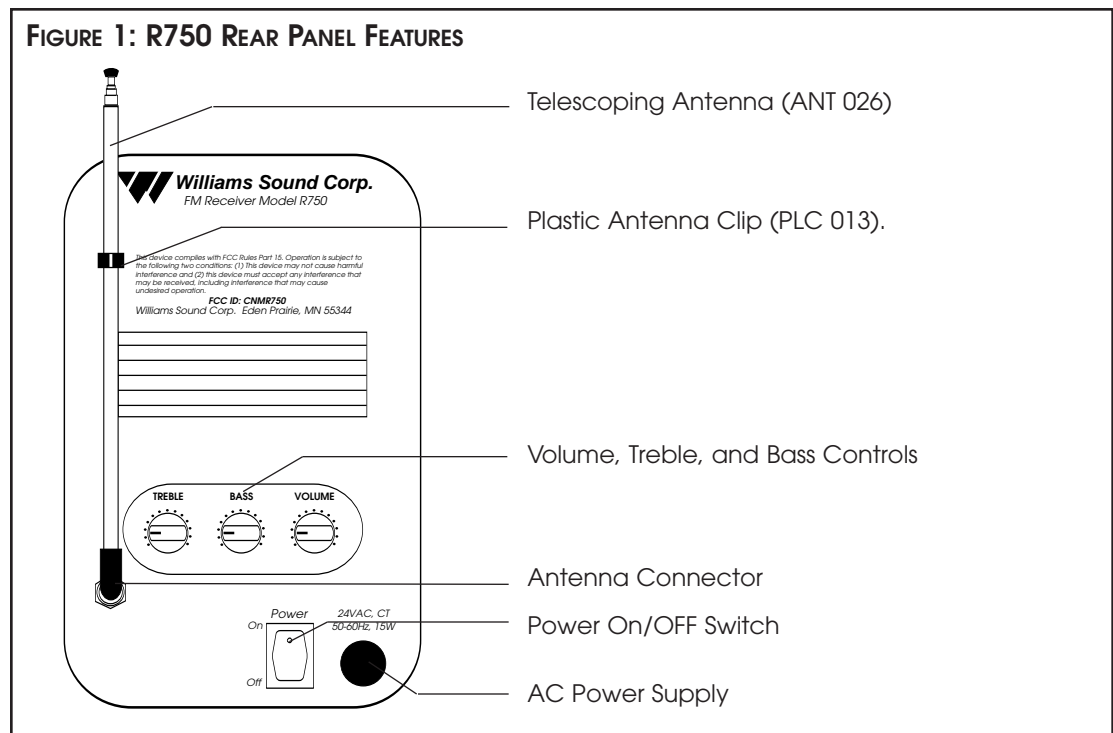 FIGURE 1: R750 REAR PANEL FEATURES
Telescoping Antenna (ANT 026)
Williams Sound Corp.
FM Receiver Model R750
Plastic Antenna Clip (PLC 013).
This device complies with FCC Rules Part 15. Operation is subject to
the following two conditions: (1) This device may not cause harmful
interference and (2) this device must accept any interference that
may be received, including interference that may cause
undesired operation.
FCC ID: CNMR750
Williams Sound Corp. Eden Prairie, MN 55344
Volume, Treble, and Bass Controls
TREBLE BASS VOLUME
Antenna Connector
Power 24VAC, CT
On 50-60Hz, 15W
Power On/OFF Switch
Off
AC Power Supply